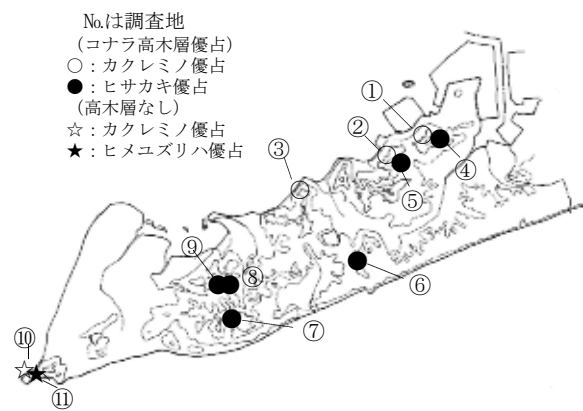 No.は調査地
（コナラ高木層優占）
○：カクレミノ優占
●：ヒサカキ優占
(高木層なし)
☆：カクレミノ優占
★：ヒメユズリハ優占
①
②
③
④
⑤
⑥
⑨
⑧
⑦
⑩
⑪